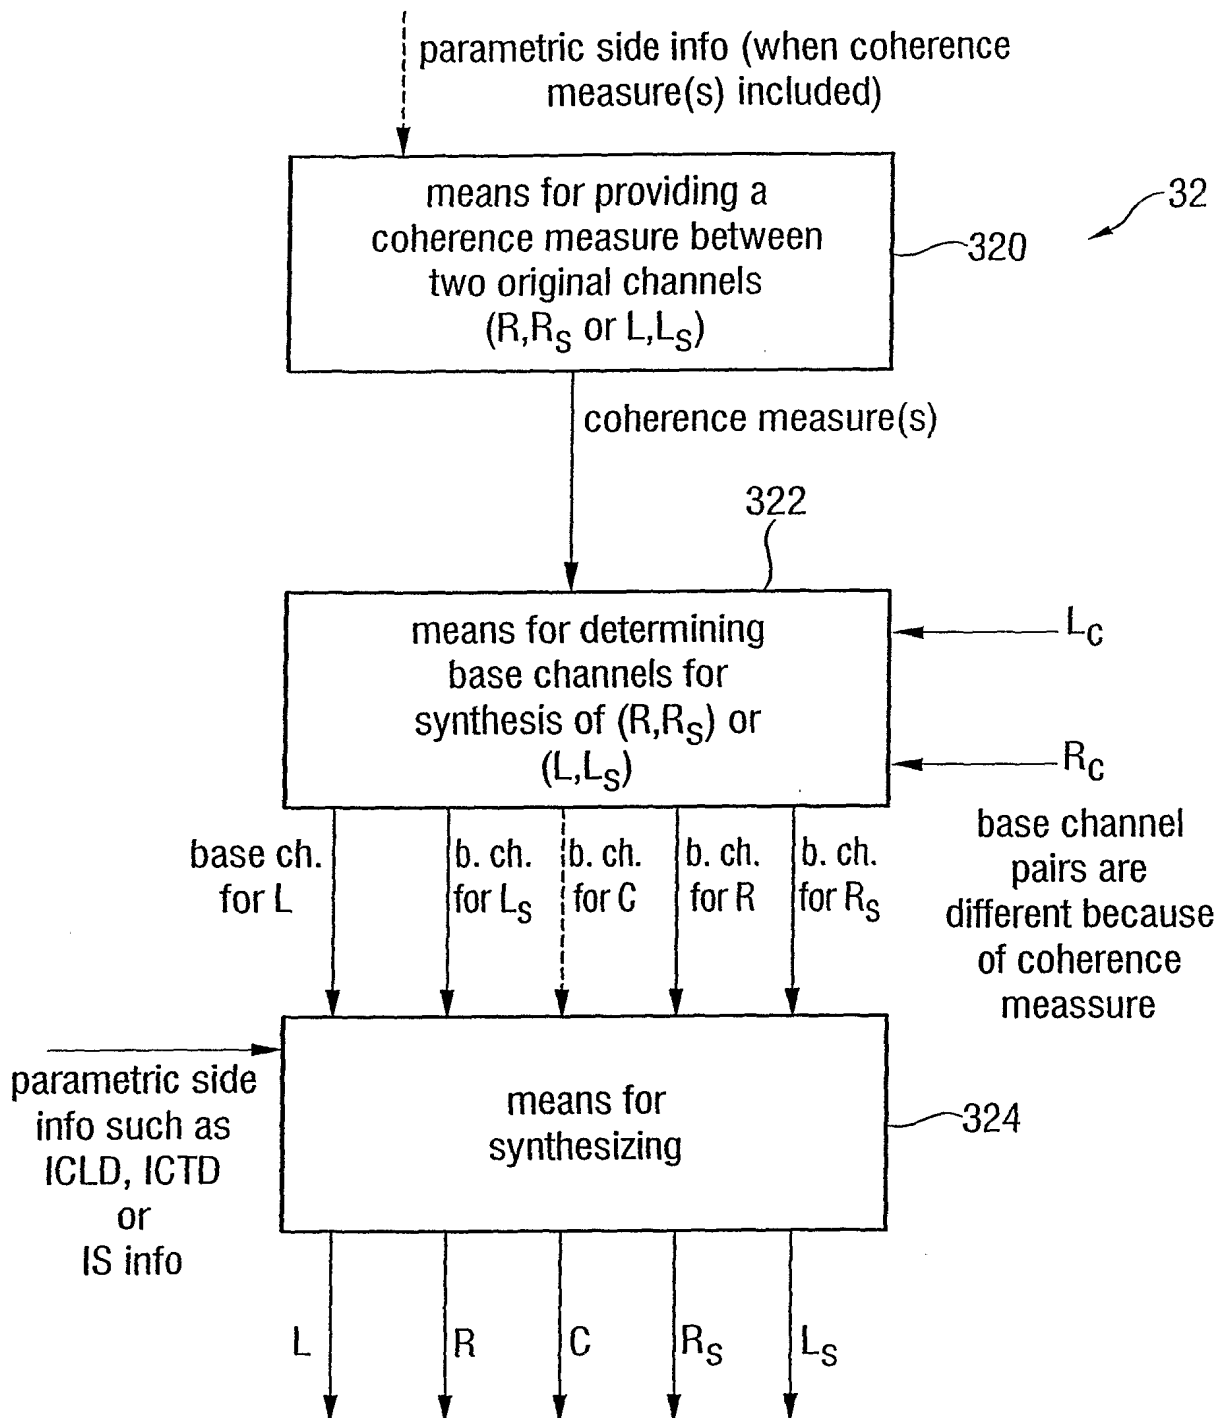 parametric side info (when coherence
measure(s) included)
means for providing a
coherence measure between
two original channels
(R,RS or L,LS)
32
320
coherence measure(s)
322
means for determining
base channels for
synthesis of (R,RS) or
(L,LS)
LC
RC
base channel
pairs are
different because
of coherence
meassure
base ch.
for L
b. ch.
for LS
b. ch.
for C
b. ch.
for R
b. ch.
for RS
parametric side
info such as
ICLD, ICTD
or
IS info
means for
synthesizing
324
L
R
C
RS
LS